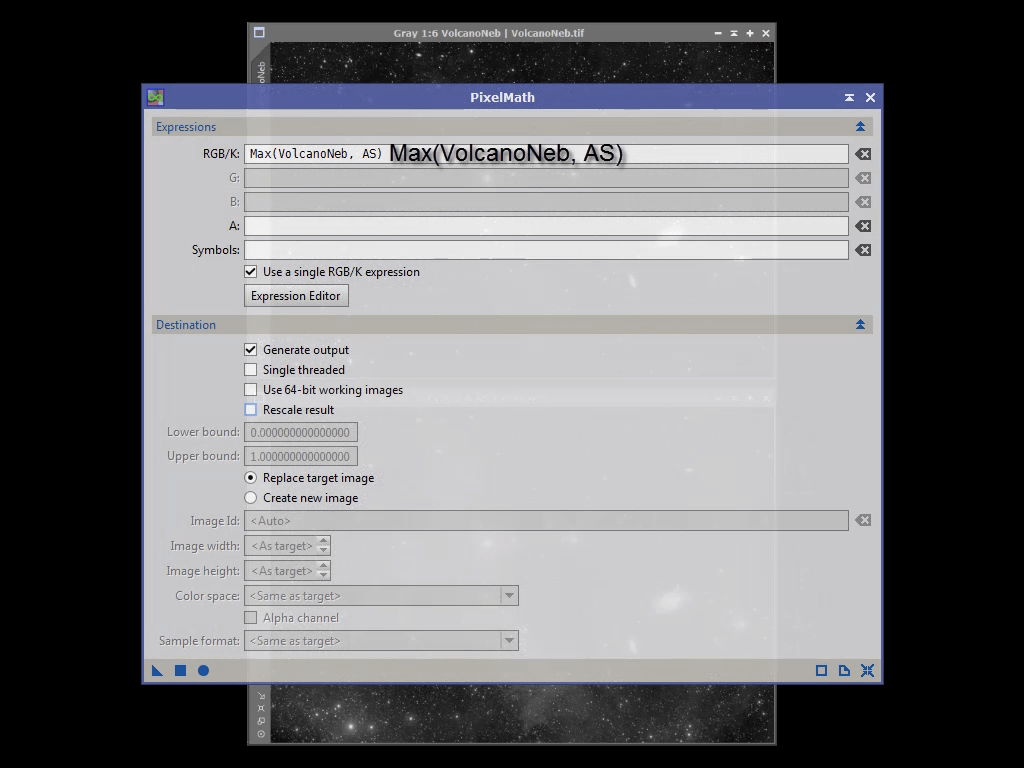 Gray 1:6 VolcanoNeb | VolcanoNeb.tif
PixelMath
Expressions
RGB/K: Max(VolcanoNeb, AS) Max(VolcanoNeb, AS)
G:
B:
A:
Symbols:
Use a single RGB/K expression
Expression Editor
Destination
Generate output
Single threaded
Use 64-bit working images
Rescale result
Lower bound: 0.000000000000000
Upper bound: 1.000000000000000
Replace target image
Create new image
Image Id: <Auto>
Image width: <As target>
Image height: <As target>
Color space: <Same as target>
Alpha channel
Sample format: <Same as target>